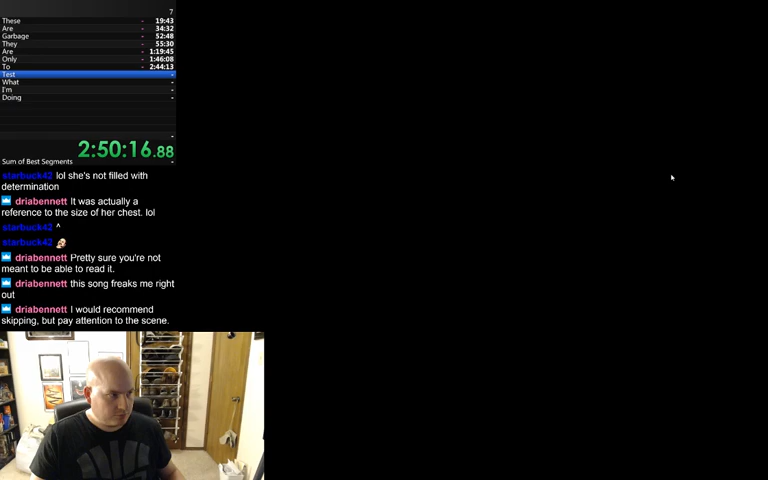 7
These - 19:43
Are - 34:32
Garbage - 52:48
They - 55:30
Are - 1:19:45
Only - 1:46:08
To - 2:44:13
Test -
What -
I'm -
Doing -
-
2:50:16.88
Sum of Best Segments -
starbuck42 lol she's not filled with
determination
driabennett It was actually a
reference to the size of her chest. lol
starbuck42 ^
starbuck42
driabennett Pretty sure you're not
meant to be able to read it.
driabennett this song freaks me right
out
driabennett I would recommend
skipping, but pay attention to the scene.